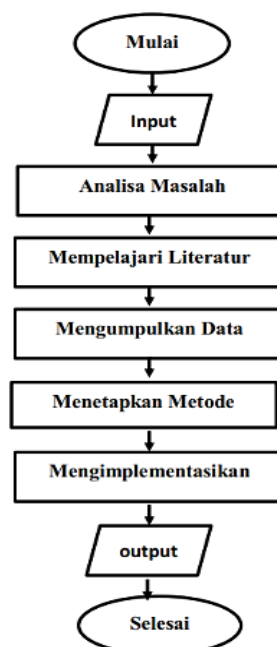 Mulai
Input
Analisa Masalah
Mempelajari Literatur
Mengumpulkan Data
Menetapkan Metode
Mengimplementasikan
output
Selesai